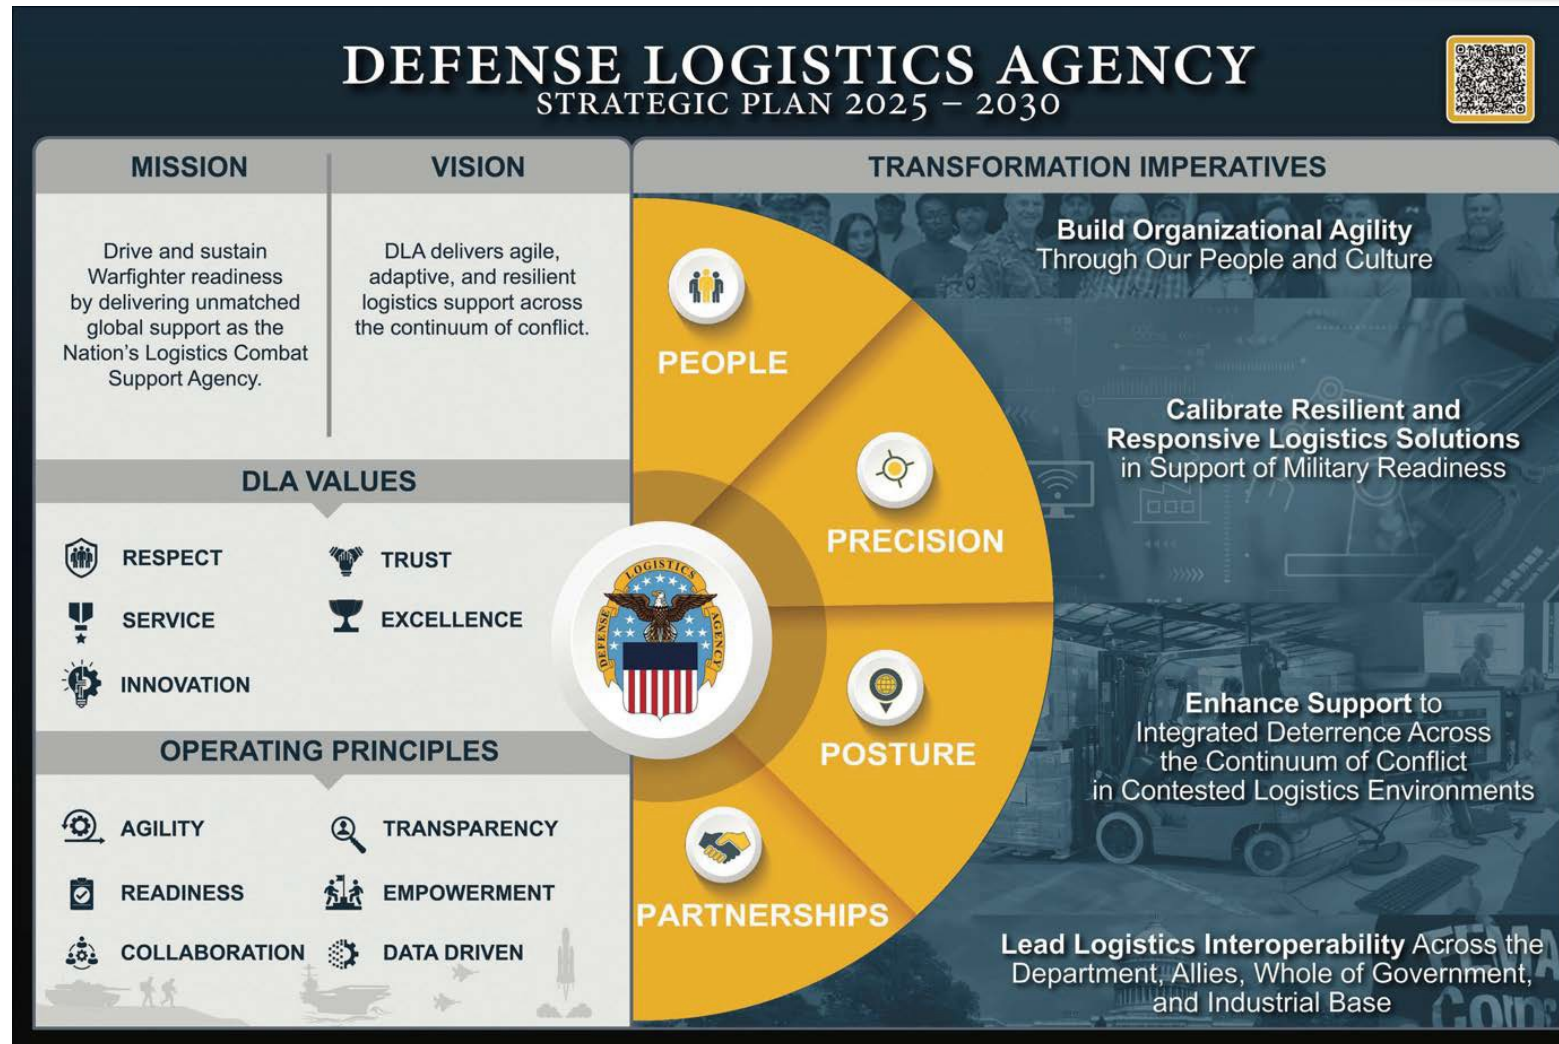 DEFENSE LOGISTICS AGENCY
STRATEGIC PLAN 2025 – 2030
MISSION
Drive and sustain
Warfighter readiness
by delivering unmatched
global support as the
Nation's Logistics Combat
Support Agency.
VISION
DLA delivers agile,
adaptive, and resilient
logistics support across
the continuum of conflict.
DLA VALUES
RESPECT
TRUST
SERVICE
EXCELLENCE
INNOVATION
OPERATING PRINCIPLES
AGILITY
TRANSPARENCY
READINESS
EMPOWERMENT
COLLABORATION
DATA DRIVEN
DEFENSE LOGISTICS AGENCY
TRANSFORMATION IMPERATIVES
PEOPLE
Build Organizational Agility
Through Our People and Culture
PRECISION
Calibrate Resilient and
Responsive Logistics Solutions
in Support of Military Readiness
POSTURE
Enhance Support to
Integrated Deterrence Across
the Continuum of Conflict
in Contested Logistics Environments
PARTNERSHIPS
Lead Logistics Interoperability Across the
Department, Allies, Whole of Government,
and Industrial Base
FEMA